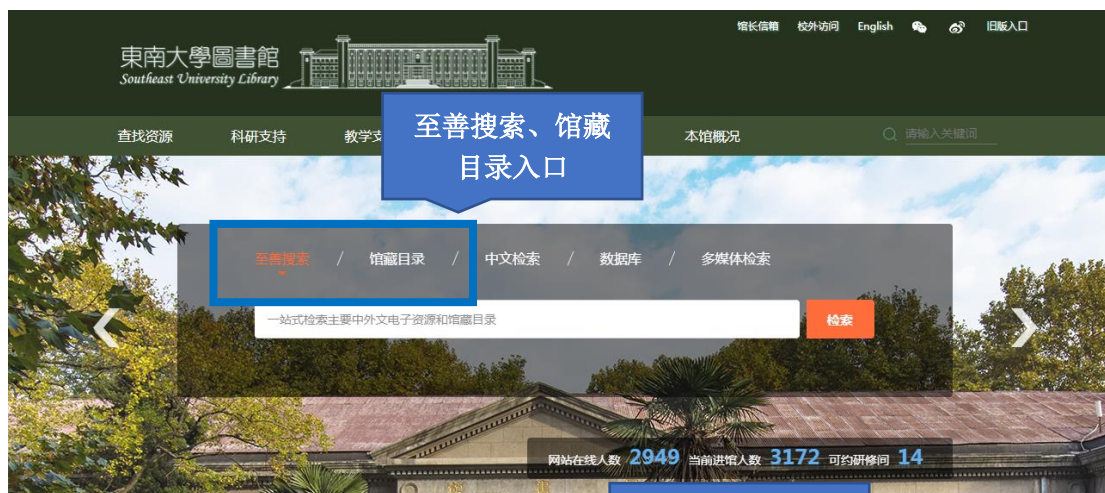 馆长信箱 校外访问 English 旧版入口
東南大學圖書館
Southeast University Library
查找资源 科研支持 教学支 本馆概况 请输入关键词
至善搜索、馆藏
目录入口
至善搜索 / 馆藏目录 / 中文检索 / 数据库 / 多媒体检索
一站式检索主要中外文电子资源和馆藏目录 检索
网站在线人数 2949 当前进馆人数 3172 可约研修间 14